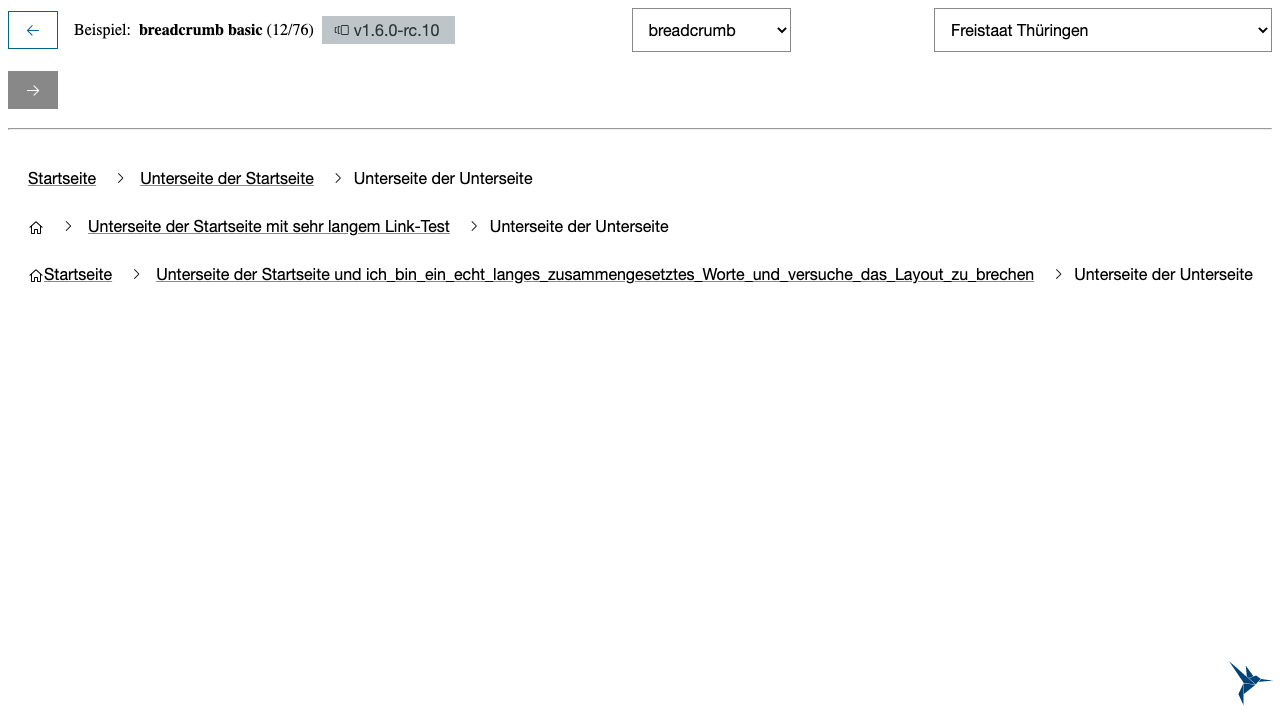 Beispiel: breadcrumb basic (12/76) v1.6.0-rc.10 breadcrumb Freistaat Thüringen
Startseite Unterseite der Startseite Unterseite der Unterseite
Unterseite der Startseite mit sehr langem Link-Test Unterseite der Unterseite
Startseite Unterseite der Startseite und ich_bin_ein_echt_langes_zusammengesetztes_Worte_und_versuche_das_Layout_zu_brechen Unterseite der Unterseite